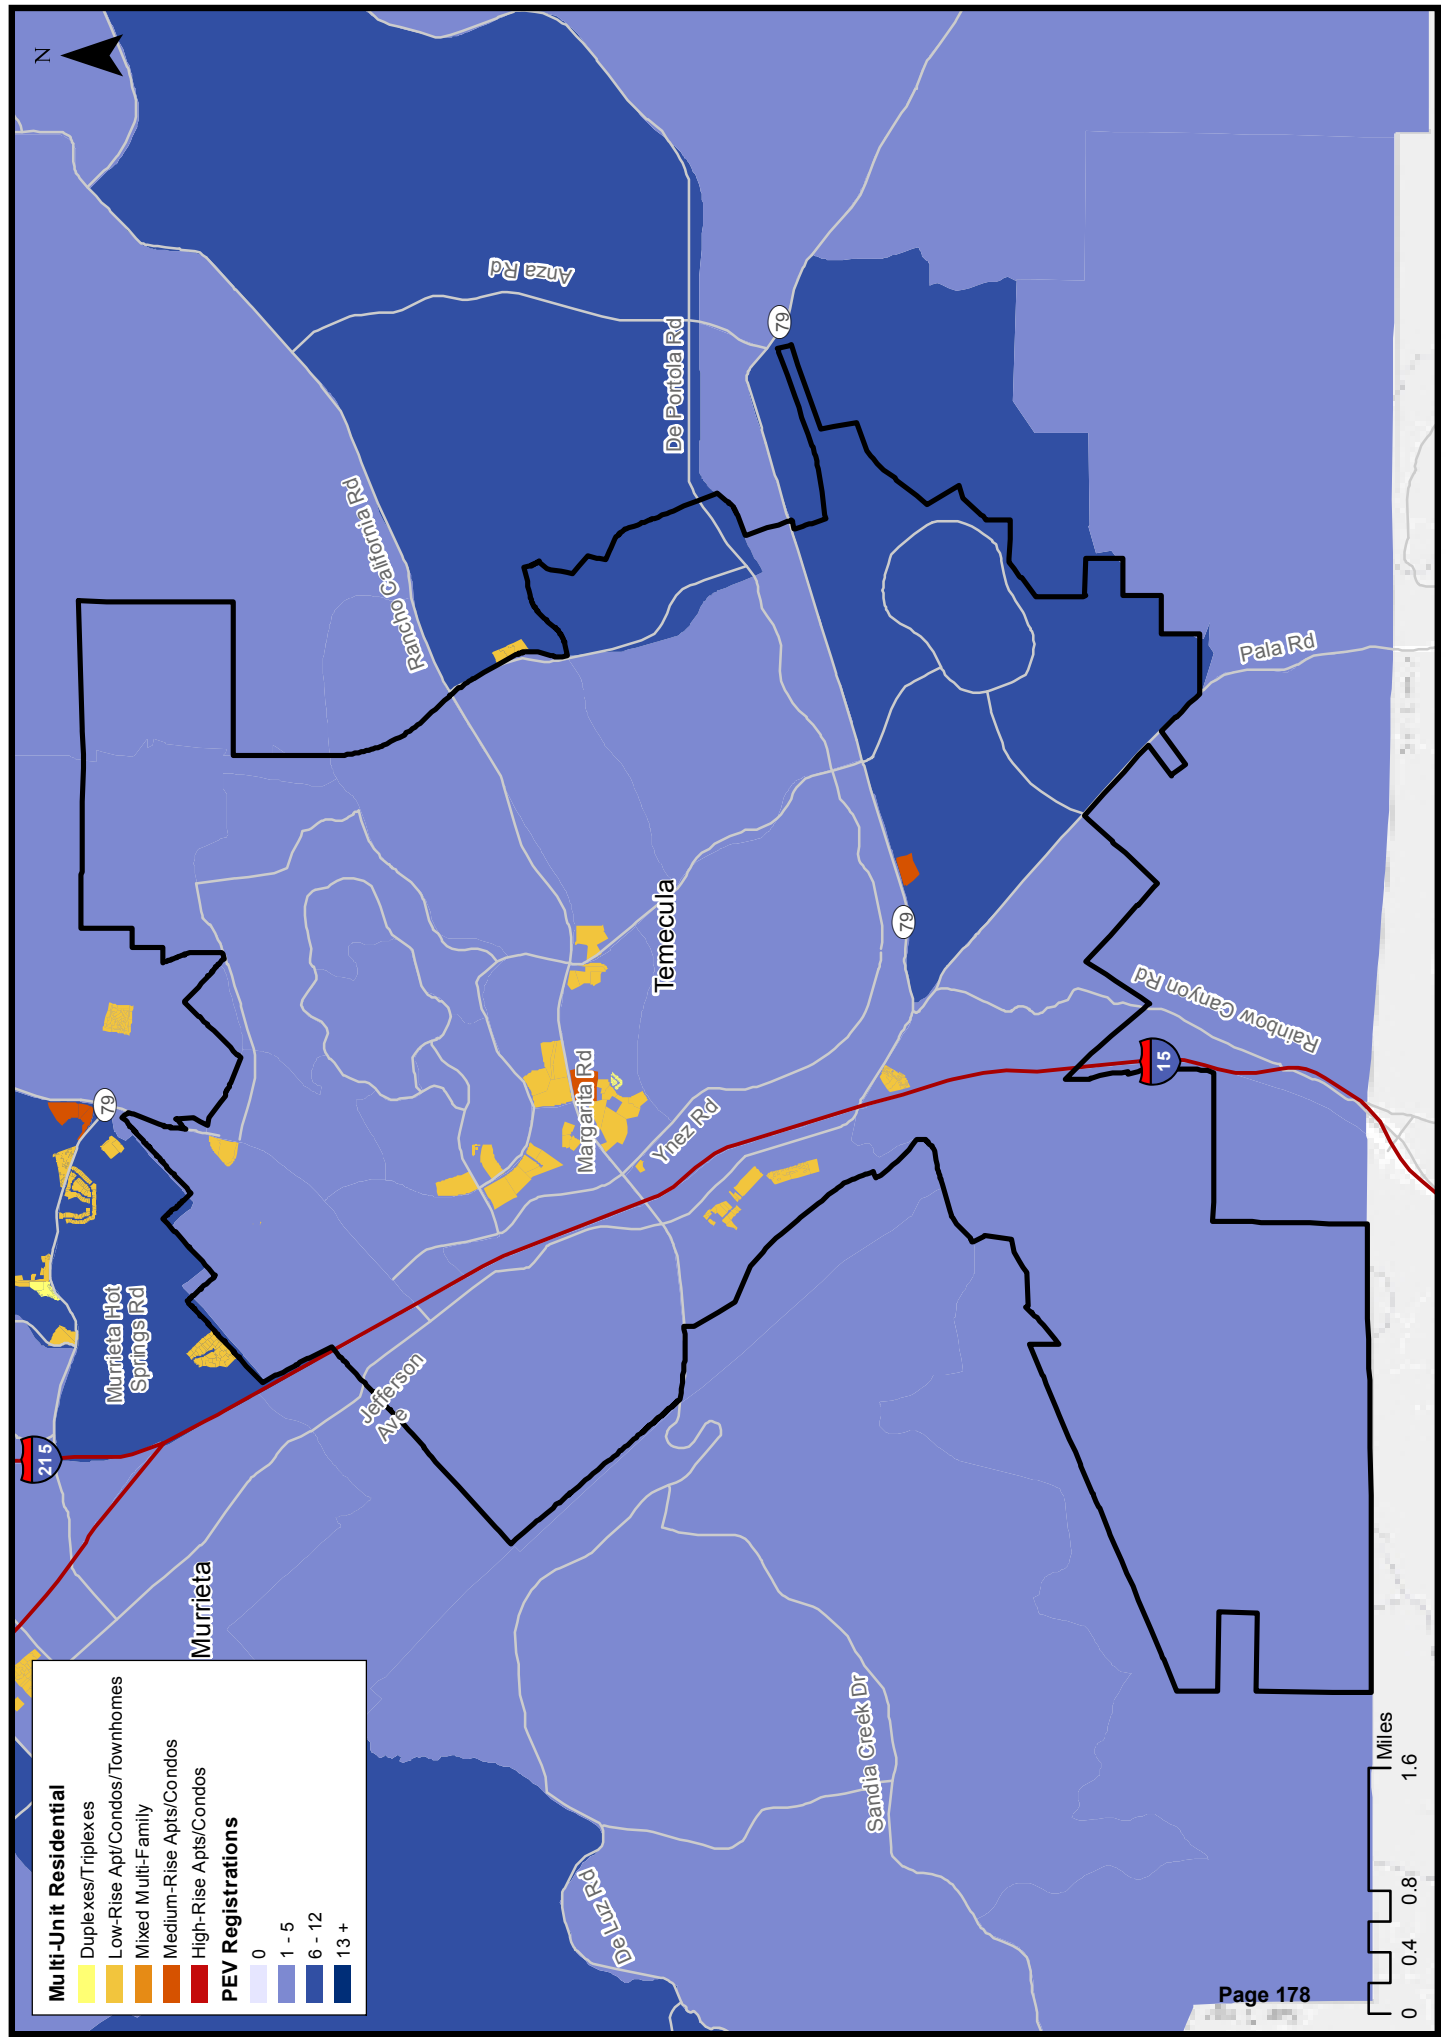 N
Multi-Unit Residential
Duplexes/Triplexes
Low-Rise Apt/Condos/Townhomes
Mixed Multi-Family
Medium-Rise Apts/Condos
High-Rise Apts/Condos
PEV Registrations
0
1 - 5
6 - 12
13 +
Murrieta
215
Murrieta Hot
Springs Rd
79
Jefferson
Ave
Rancho California Rd
Anza Rd
De Portola Rd
79
Margarita Rd
Ynez Rd
Temecula
79
Pala Rd
Rainbow Canyon Rd
15
De Luz Rd
Sandia Creek Dr
0
0.4
0.8
1.6
Miles
Page 178